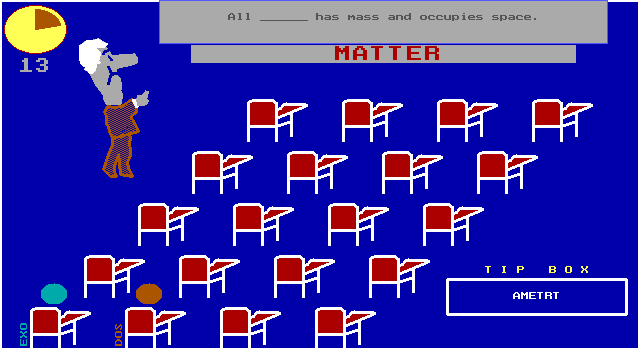 All ______ has mass and occupies space.
MATTER
13
TIP BOX
AMETRT
EXO
DOS